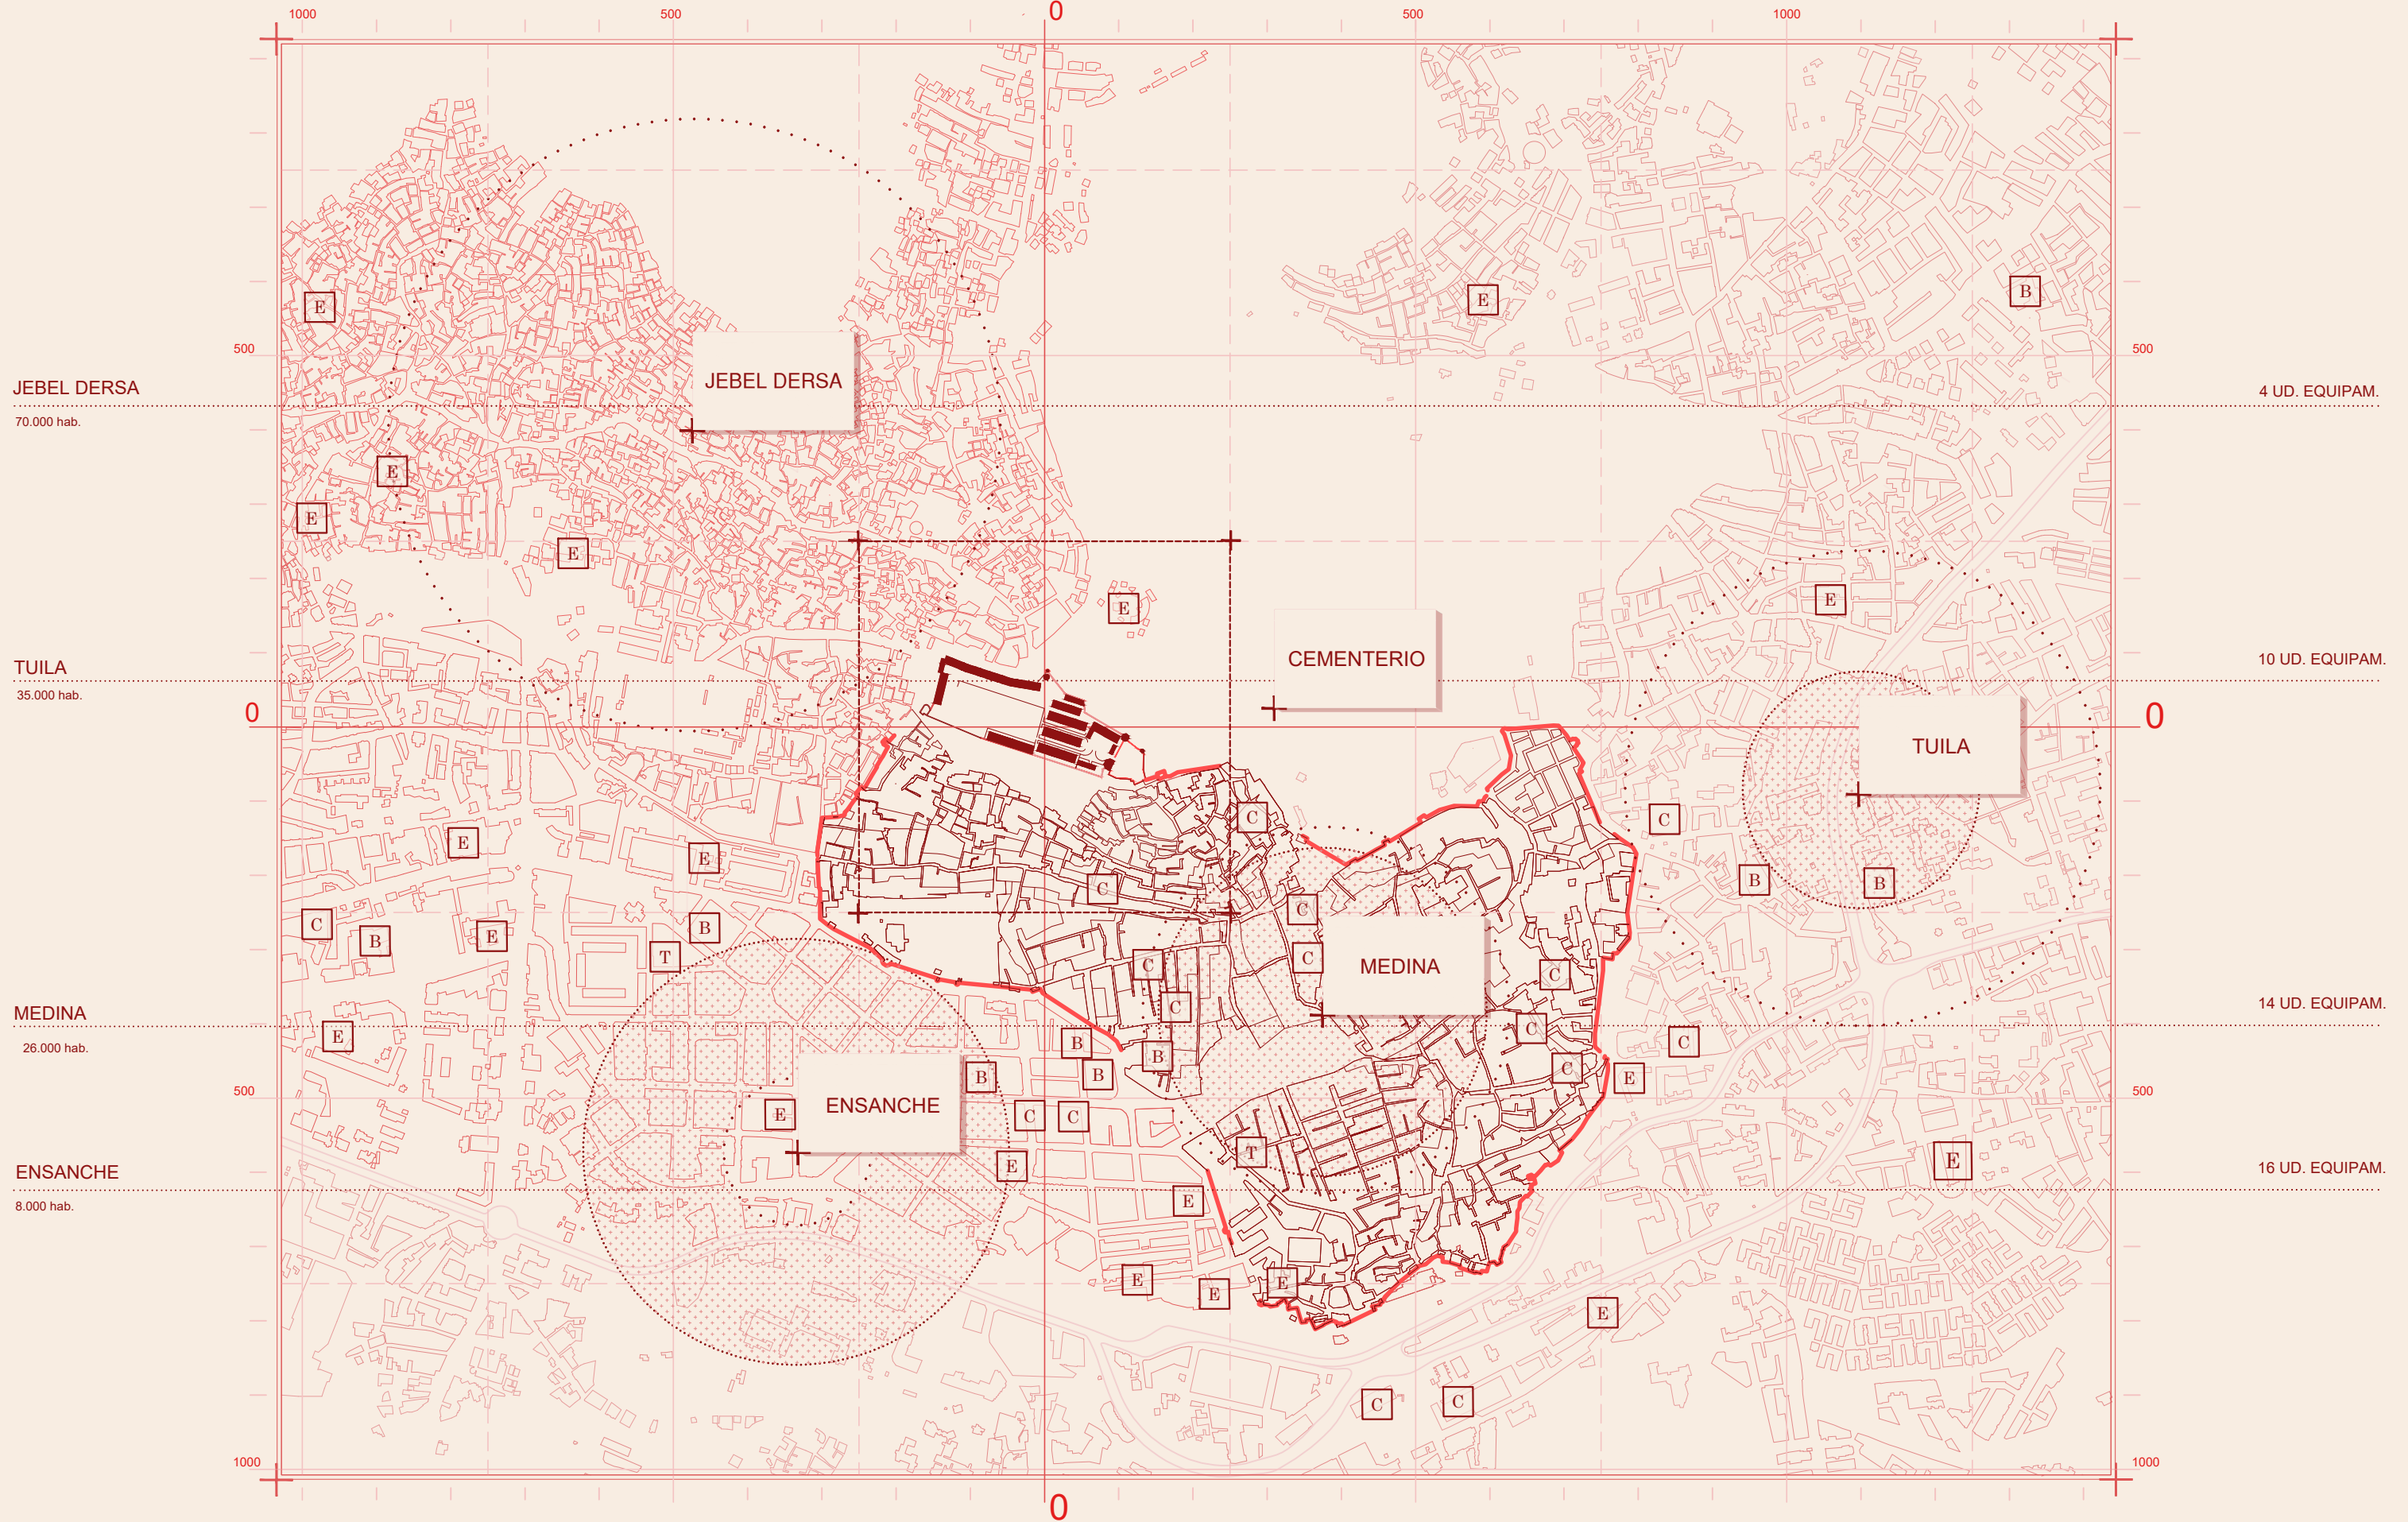 1000 500 0 500 1000
E
E
B
500 500
JEBEL DERSA
JEBEL DERSA 4 UD. EQUIPAM.
70.000 hab.
E
E
E
E
E
CEMENTERIO
TUILA 10 UD. EQUIPAM.
35.000 hab.
0 0
TUILA
C
C
E
E
B
B
C
C
C
B
E
B
T
C
C
C
MEDINA
C
MEDINA 14 UD. EQUIPAM.
26.000 hab.
E
C
B
C
B
C
B
B
E
500 500
ENSANCHE
E
C
C
T
E
E
ENSANCHE 16 UD. EQUIPAM.
8.000 hab.
E
E
E
E
E
C
C
1000 1000
0